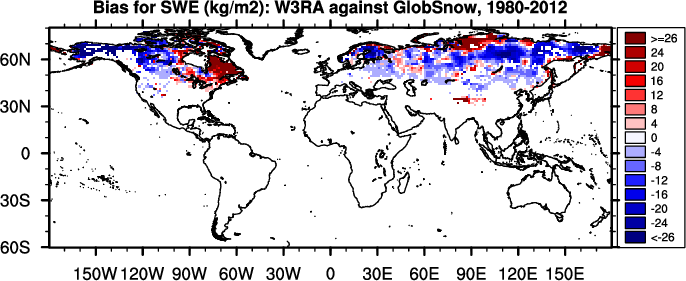 Bias for SWE (kg/m2): W3RA against GlobSnow, 1980-2012
60N
30N
0
30S
60S
150W 120W 90W 60W 30W 0 30E 60E 90E 120E 150E
>=26
24
20
16
12
8
4
0
-4
-8
-12
-16
-20
-24
<-26